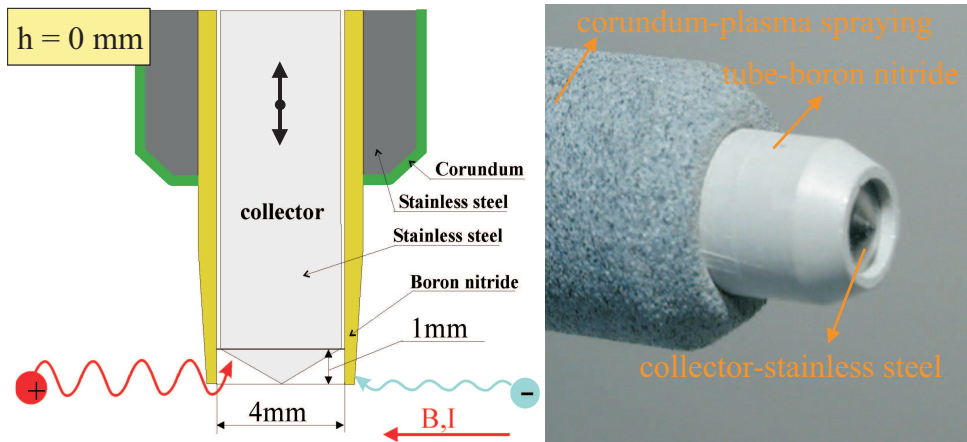 h = 0 mm
Corundum
Stainless steel
collector
Stainless steel
Boron nitride
1mm
+
-
4mm
B,I
corundum-plasma spraying
tube-boron nitride
collector-stainless steel